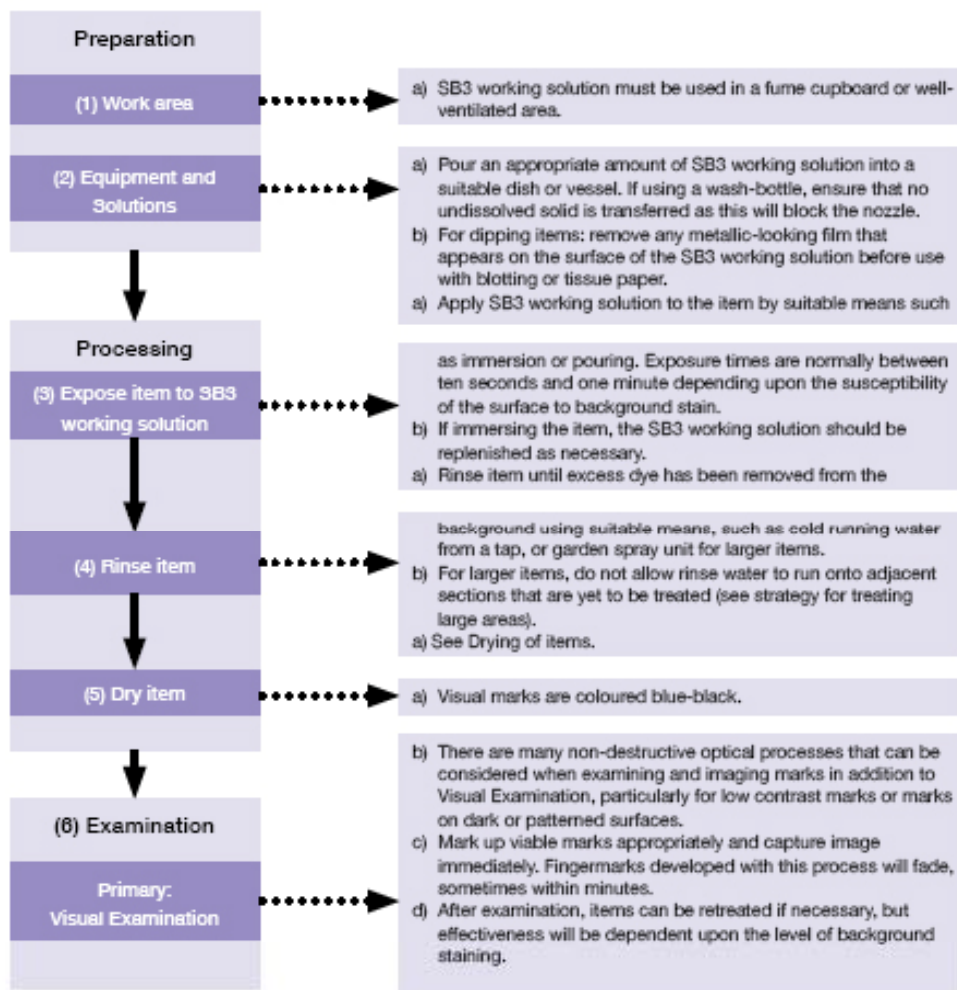 Preparation
(1) Work area
a) SB3 working solution must be used in a fume cupboard or well-
ventilated area.
(2) Equipment and
Solutions
a) Pour an appropriate amount of SB3 working solution into a
suitable dish or vessel. If using a wash-bottle, ensure that no
undissolved solid is transferred as this will block the nozzle.
b) For dipping items: remove any metallic-looking film that
appears on the surface of the SB3 working solution before use
with blotting or tissue paper.
a) Apply SB3 working solution to the item by suitable means such
Processing
(3) Expose item to SB3
working solution
as immersion or pouring. Exposure times are normally between
ten seconds and one minute depending upon the susceptibility
of the surface to background stain.
b) If immersing the item, the SB3 working solution should be
replenished as necessary.
a) Rinse item until excess dye has been removed from the
(4) Rinse item
background using suitable means, such as cold running water
from a tap, or garden spray unit for larger items.
b) For larger items, do not allow rinse water to run onto adjacent
sections that are yet to be treated (see strategy for treating
large areas).
a) See Drying of items.
(5) Dry item
a) Visual marks are coloured blue-black.
(6) Examination
Primary:
Visual Examination
b) There are many non-destructive optical processes that can be
considered when examining and imaging marks in addition to
Visual Examination, particularly for low contrast marks or marks
on dark or patterned surfaces.
c) Mark up viable marks appropriately and capture image
immediately. Fingermarks developed with this process will fade,
sometimes within minutes.
d) After examination, items can be retreated if necessary, but
effectiveness will be dependent upon the level of background
staining.